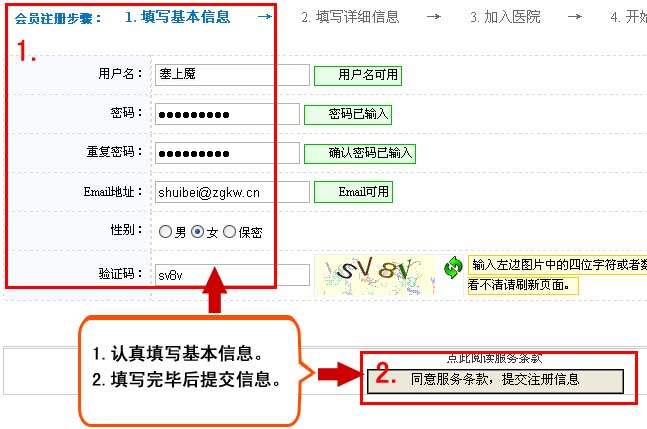 会员注册步骤： 1. 填写基本信息 → 2. 填写详细信息 → 3. 加入医院 → 4. 开始
1.
用户名： 塞上魔 用户名可用
密码： ●●●●●●●●● 密码已输入
重复密码： ●●●●●●●●● 确认密码已输入
Email地址： shuibei@zgkw.cn Email可用
性别： 男 女 保密
验证码： sv8v sv8v 输入左边图片中的四位字符或者数
看不清请刷新页面。
1. 认真填写基本信息。
2. 填写完毕后提交信息。
点此阅读服务条款
2. 同意服务条款，提交注册信息